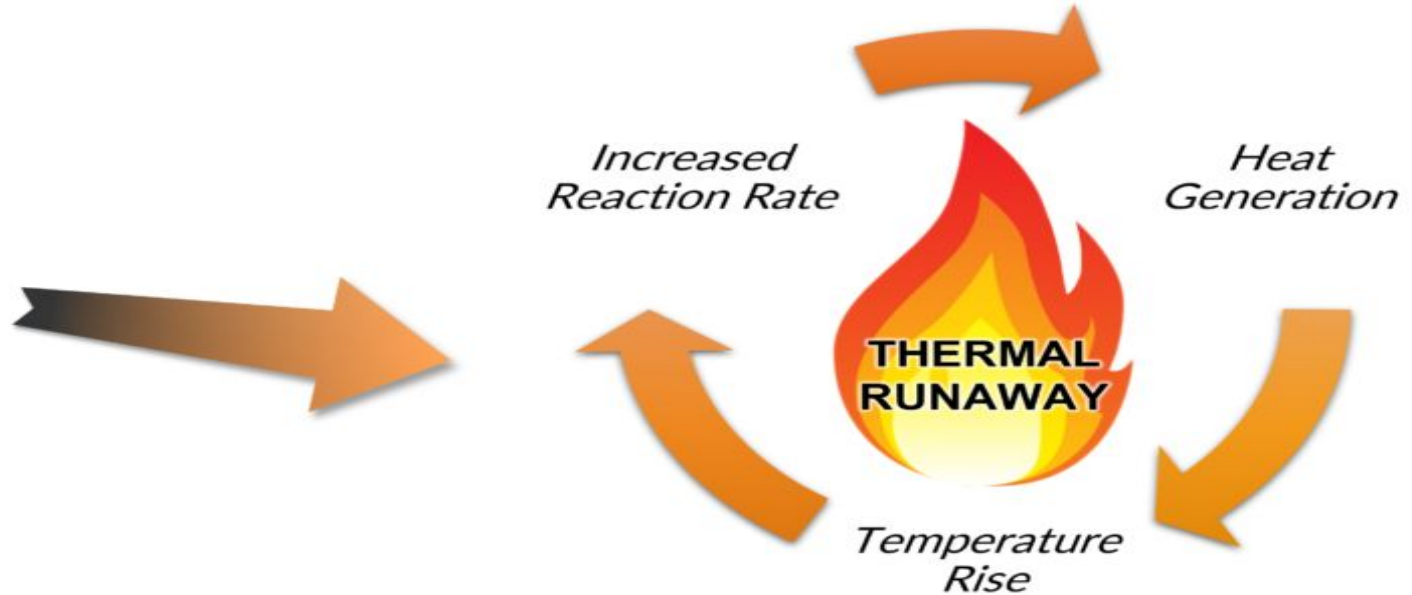 Increased
Reaction Rate
Heat
Generation
THERMAL
RUNAWAY
Temperature
Rise